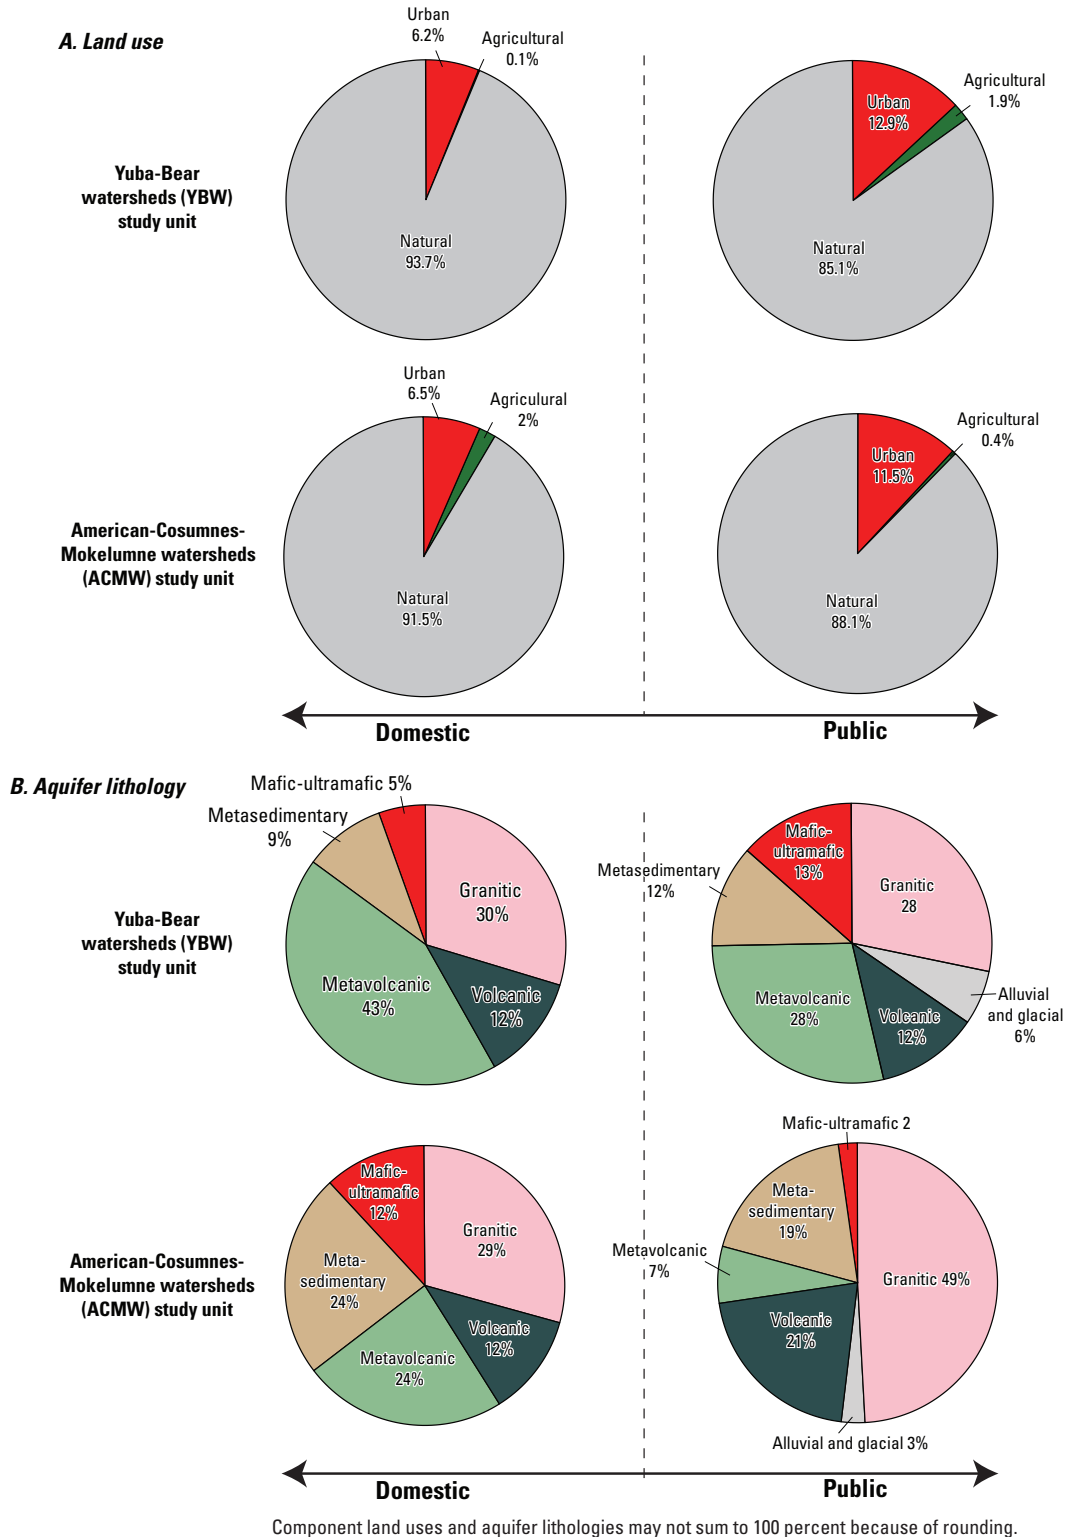 A. Land use
Urban
6.2%
Agricultural
0.1%
Natural
93.7%
Urban
12.9%
Agricultural
1.9%
Natural
85.1%
Yuba-Bear
watersheds (YBW)
study unit
Urban
6.5%
Agriculural
2%
Natural
91.5%
Urban
11.5%
Agricultural
0.4%
Natural
88.1%
American-Cosumnes-
Mokelumne watersheds
(ACMW) study unit
Domestic
Public
B. Aquifer lithology
Mafic-ultramafic 5%
Metasedimentary
9%
Granitic
30%
Metavolcanic
43%
Volcanic
12%
Mafic-
ultramafic
13%
Metasedimentary
12%
Granitic
28
Metavolcanic
28%
Volcanic
12%
Alluvial
and glacial
6%
Yuba-Bear
watersheds (YBW)
study unit
Mafic-
ultramafic
12%
Granitic
29%
Meta-
sedimentary
24%
Volcanic
12%
Metavolcanic
24%
Mafic-ultramafic 2
Meta-
sedimentary
19%
Metavolcanic
7%
Granitic 49%
Volcanic
21%
Alluvial and glacial 3%
American-Cosumnes-
Mokelumne watersheds
(ACMW) study unit
Domestic
Public
Component land uses and aquifer lithologies may not sum to 100 percent because of rounding.